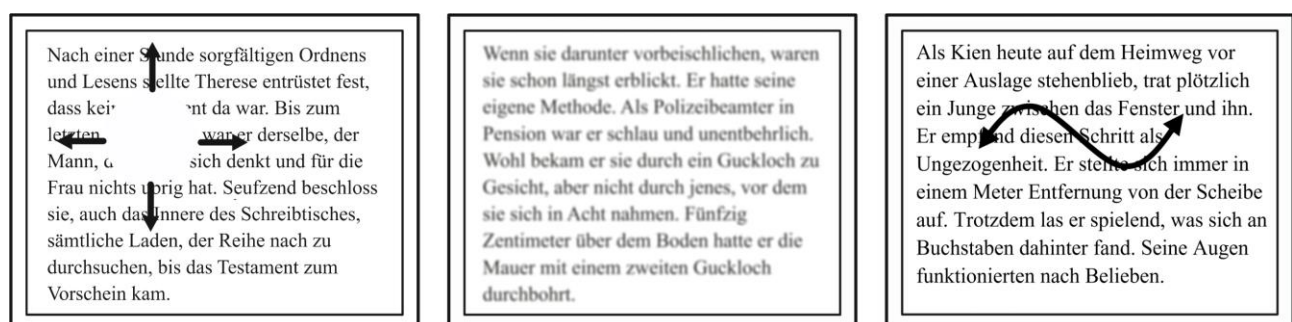 Nach einer Stunde sorgfältigen Ordnens
und Lesens stellte Therese entrüstet fest,
dass da war. Bis zum
letzten war er derselbe, der
Mann, sich denkt und für die
Frau nichts übrig hat. Seufzend beschloss
sie, auch das Innere des Schreibtisches,
sämtliche Laden, der Reihe nach zu
durchsuchen, bis das Testament zum
Vorschein kam.
Wenn sie darunter vorbeischlichen, waren
sie schon längst erblickt. Er hatte seine
eigene Methode. Als Polizeibeamter in
Pension war er schlau und unentbehrlich.
Wohl bekam er sie durch ein Guckloch zu
Gesicht, aber nicht durch jenes, vor dem
sie sich in Acht nahmen. Fünfzig
Zentimeter über dem Boden hatte er die
Mauer mit einem zweiten Guckloch
durchbohrt.
Als Kien heute auf dem Heimweg vor
einer Auslage stehenblieb, trat plötzlich
ein Junge zwischen das Fenster und ihn.
Er empfand diesen Schritt als
Ungezogenheit. Er stellte sich immer in
einem Meter Entfernung von der Scheibe
auf. Trotzdem las er spielend, was sich an
Buchstaben dahinter fand. Seine Augen
funktionierten nach Belieben.